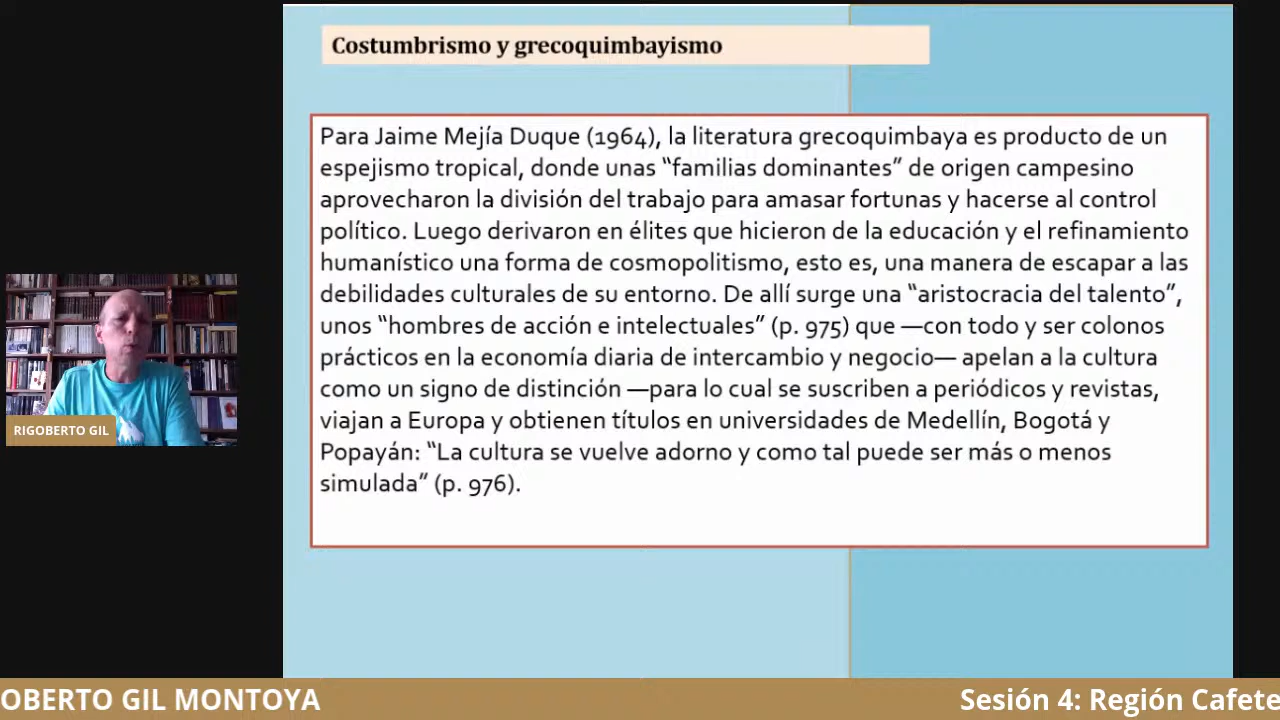 Costumbrismo y grecoquimbayismo
Para Jaime Mejía Duque (1964), la literatura grecoquimbaya es producto de un
espejismo tropical, donde unas “familias dominantes” de origen campesino
aprovecharon la división del trabajo para amasar fortunas y hacerse al control
político. Luego derivaron en élites que hicieron de la educación y el refinamiento
humanístico una forma de cosmopolitismo, esto es, una manera de escapar a las
debilidades culturales de su entorno. De allí surge una “aristocracia del talento”,
unos “hombres de acción e intelectuales” (p. 975) que —con todo y ser colonos
prácticos en la economía diaria de intercambio y negocio— apelan a la cultura
como un signo de distinción —para lo cual se suscriben a periódicos y revistas,
viajan a Europa y obtienen títulos en universidades de Medellín, Bogotá y
Popayán: “La cultura se vuelve adorno y como tal puede ser más o menos
simulada” (p. 976).
RIGOBERTO GIL
OBERTO GIL MONTOYA
Sesión 4: Región Cafete